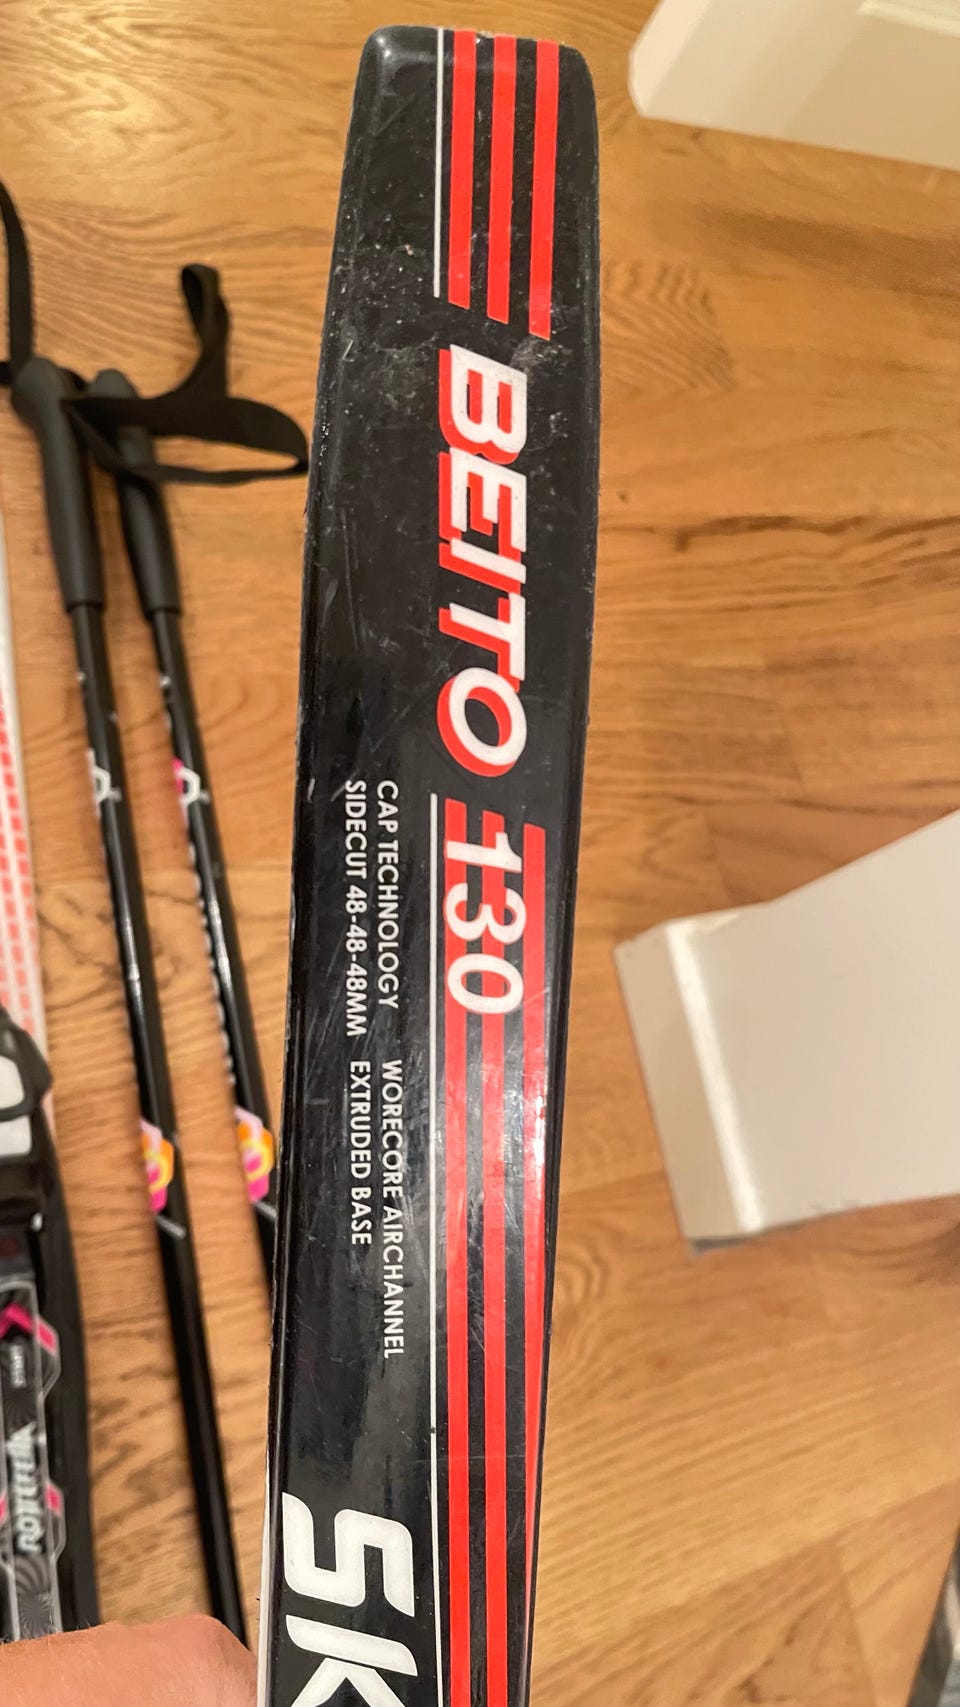 BEITO 130
CAP TECHNOLOGY WORECORE AIRCHANNEL
SIDECUT 48-48-48MM EXTRUDED BASE
SK